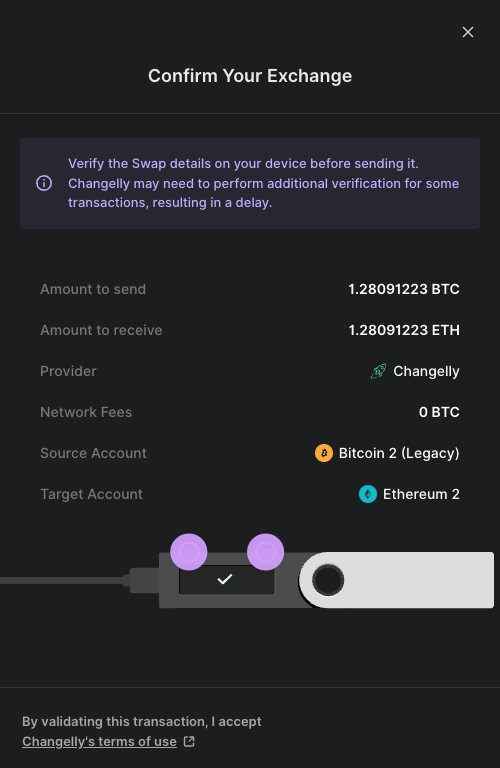 Confirm Your Exchange
Verify the Swap details on your device before sending it.
Changelly may need to perform additional verification for some
transactions, resulting in a delay.
Amount to send 1.28091223 BTC
Amount to receive 1.28091223 ETH
Provider Changelly
Network Fees 0 BTC
Source Account Bitcoin 2 (Legacy)
Target Account Ethereum 2
By validating this transaction, I accept
Changelly's terms of use